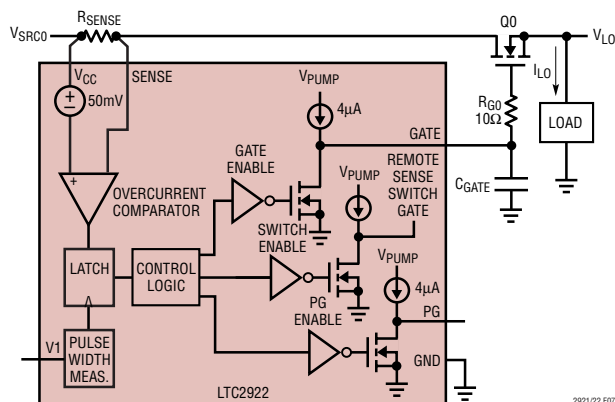 RSENSE
VSRC0
Q0
VL0
VCC
SENSE
50mV
VPUMP
4µA
IL0
RG0
10Ω
LOAD
GATE
GATE
ENABLE
REMOTE
SENSE
SWITCH
GATE
VPUMP
CGATE
+
OVERCURRENT
COMPARATOR
SWITCH
ENABLE
LATCH
CONTROL
LOGIC
VPUMP
4µA
PG
ENABLE
PG
V1
PULSE
WIDTH
MEAS.
GND
LTC2922
2921/22 F07